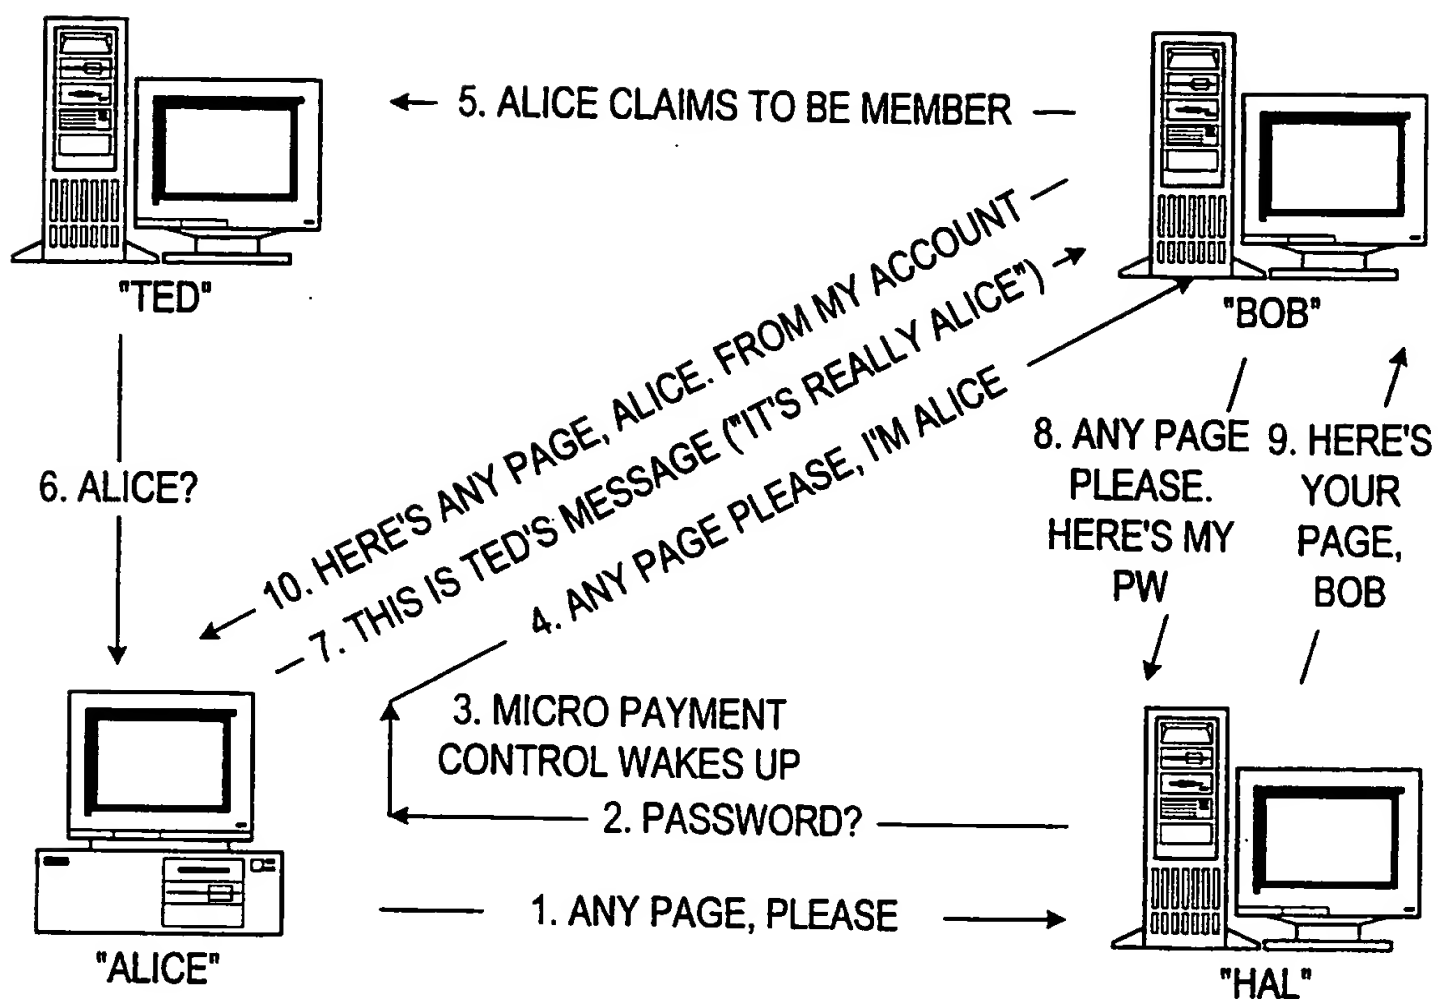 5. ALICE CLAIMS TO BE MEMBER
"TED"
"BOB"
10. HERE'S ANY PAGE, ALICE. FROM MY ACCOUNT
7. THIS IS TED'S MESSAGE ("IT'S REALLY ALICE")
4. ANY PAGE PLEASE, I'M ALICE
6. ALICE?
8. ANY PAGE
PLEASE.
HERE'S MY
PW
9. HERE'S
YOUR
PAGE,
BOB
3. MICRO PAYMENT
CONTROL WAKES UP
2. PASSWORD?
1. ANY PAGE, PLEASE
"ALICE"
"HAL"